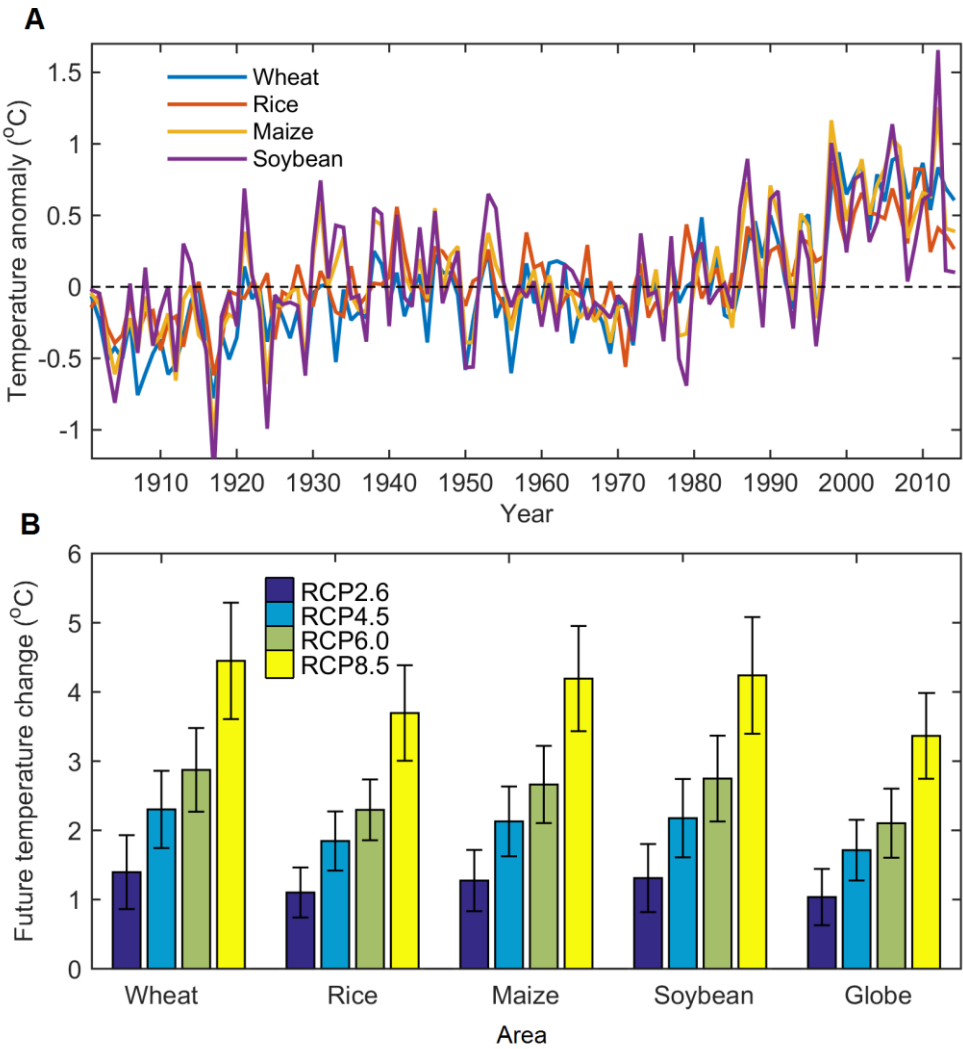 A
Temperature anomaly (°C)
1.5
1
0.5
0
-0.5
-1
Wheat
Rice
Maize
Soybean
1910 1920 1930 1940 1950 1960 1970 1980 1990 2000 2010
Year
B
Future temperature change (°C)
6
5
4
3
2
1
0
RCP2.6
RCP4.5
RCP6.0
RCP8.5
Wheat Rice Maize Soybean Globe
Area